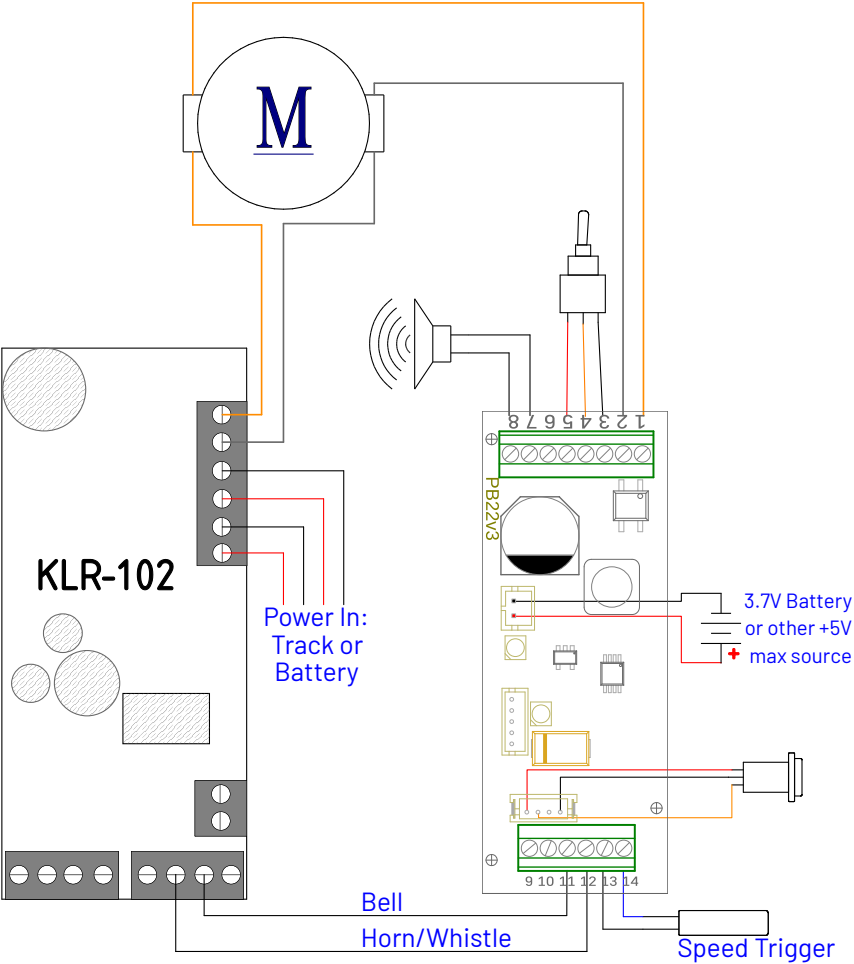 M
8 7 6 5 4 3 2 1
PB22v3
KLR-102
Power In:
Track or
Battery
3.7V Battery
or other +5V
+ max source
9 10 11 12 13 14
Bell
Horn/Whistle
Speed Trigger